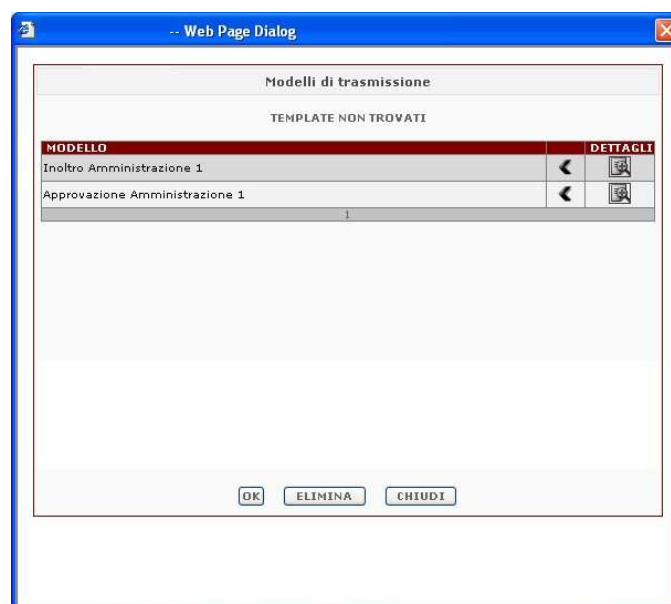 -- Web Page Dialog
Modelli di trasmissione
TEMPLATE NON TROVATI
MODELLO DETTAGLI
Inoltro Amministrazione 1
Approvazione Amministrazione 1
1
OK ELIMINA CHIUDI